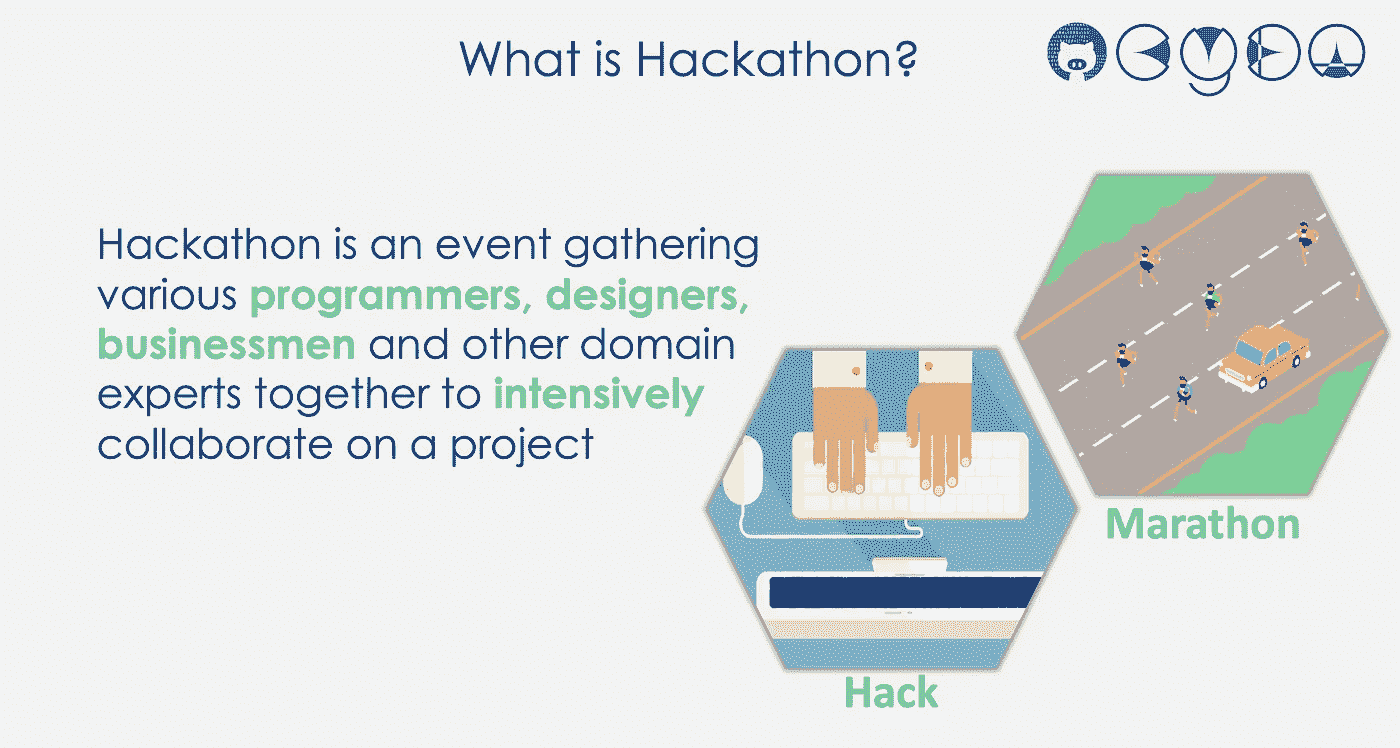 What is Hackathon?
Hackathon is an event gathering
various programmers, designers,
businessmen and other domain
experts together to intensively
collaborate on a project
Marathon
Hack